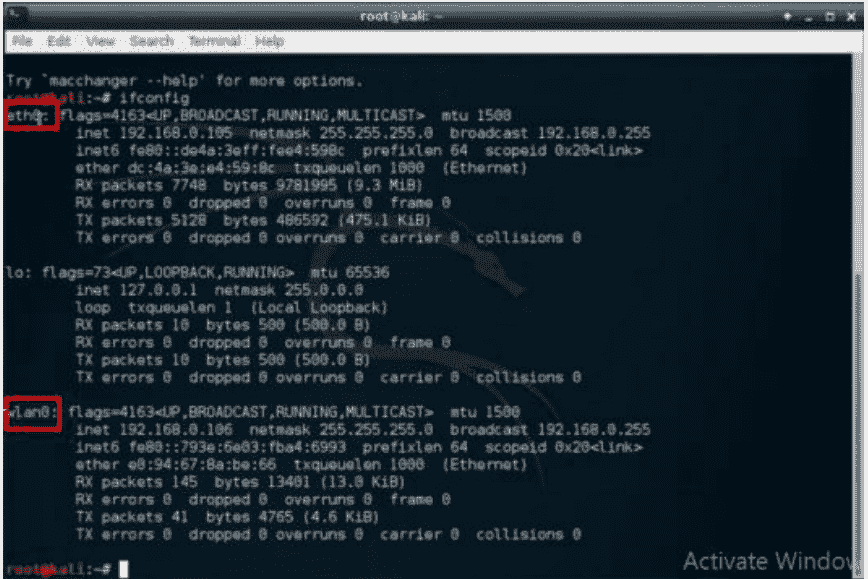 root@kali: ~
File Edit View Search Terminal Help
Try `macchanger --help' for more options.
root@kali:~# ifconfig
eth0: flags=4163<UP,BROADCAST,RUNNING,MULTICAST> mtu 1500
inet 192.168.0.105 netmask 255.255.255.0 broadcast 192.168.0.255
inet6 fe80::de4a:3eff:fee4:598c prefixlen 64 scopeid 0x20<link>
ether dc:4a:3e:e4:59:8c txqueuelen 1000 (Ethernet)
RX packets 7748 bytes 9781995 (9.3 MiB)
RX errors 0 dropped 0 overruns 0 frame 0
TX packets 5128 bytes 486592 (475.1 KiB)
TX errors 0 dropped 0 overruns 0 carrier 0 collisions 0
lo: flags=73<UP,LOOPBACK,RUNNING> mtu 65536
inet 127.0.0.1 netmask 255.0.0.0
loop txqueuelen 1 (Local Loopback)
RX packets 10 bytes 500 (500.0 B)
RX errors 0 dropped 0 overruns 0 frame 0
TX packets 10 bytes 500 (500.0 B)
TX errors 0 dropped 0 overruns 0 carrier 0 collisions 0
wlan0: flags=4163<UP,BROADCAST,RUNNING,MULTICAST> mtu 1500
inet 192.168.0.106 netmask 255.255.255.0 broadcast 192.168.0.255
inet6 fe80::793e:6e03:fba4:6993 prefixlen 64 scopeid 0x20<link>
ether e8:94:67:8a:be:66 txqueuelen 1000 (Ethernet)
RX packets 145 bytes 13401 (13.0 KiB)
RX errors 0 dropped 0 overruns 0 frame 0
TX packets 41 bytes 4765 (4.6 KiB)
TX errors 0 dropped 0 overruns 0 carrier 0 collisions 0
root@kali:~#
Activate Window